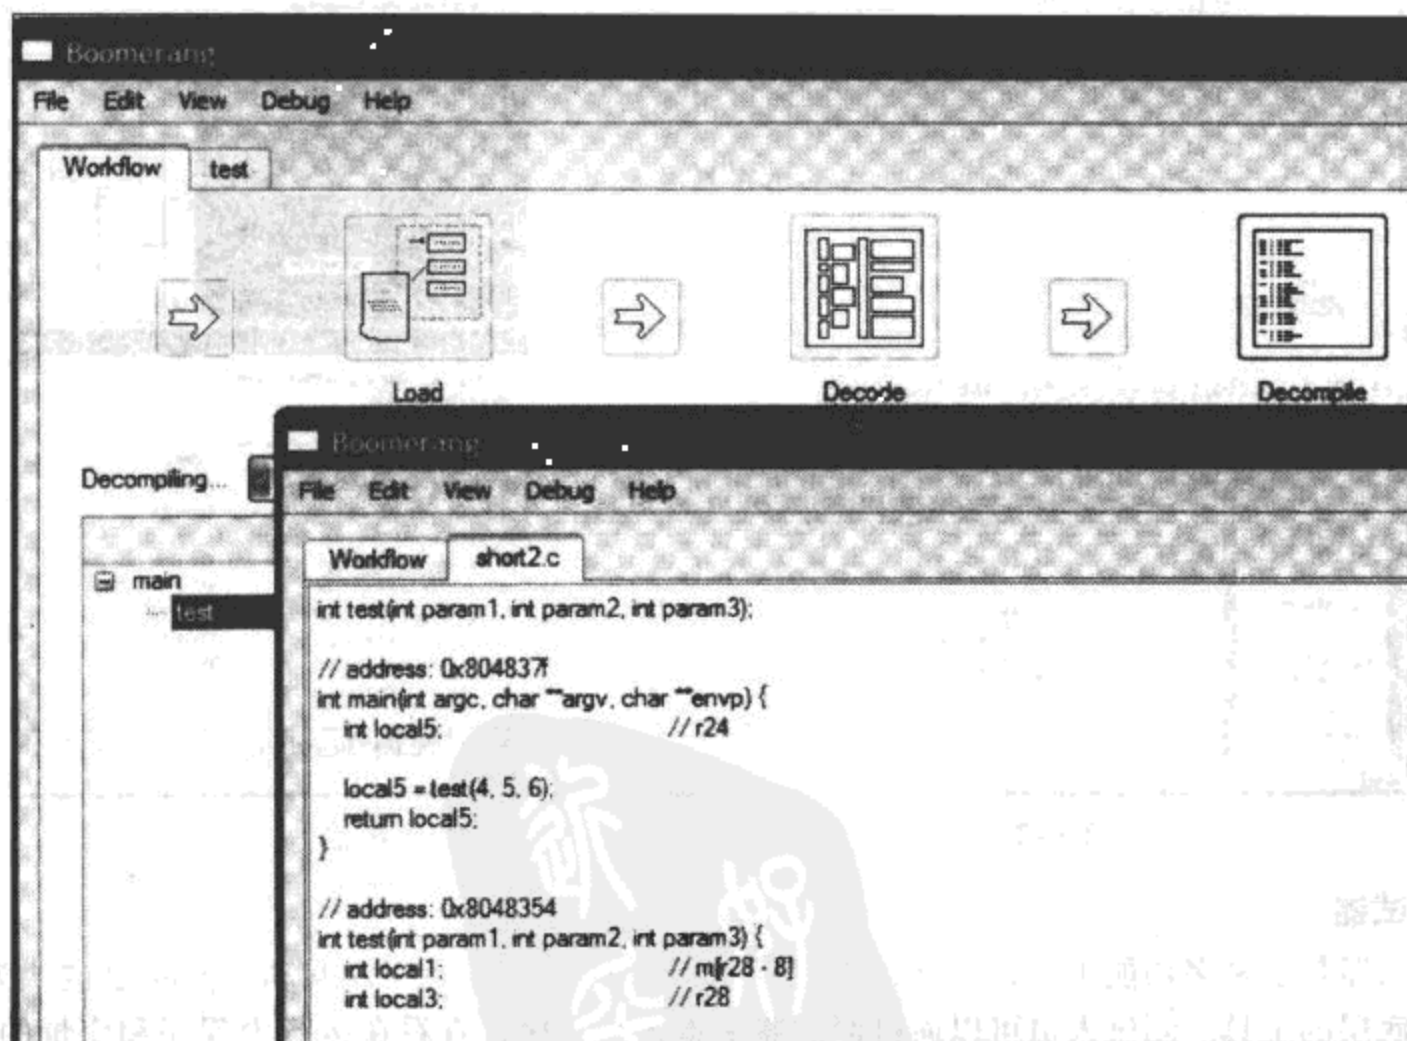 Boomerang
File Edit View Debug Help
Workflow test
Load Decode Decompile
Decompiling...
main
test
Boomerang
File Edit View Debug Help
Workflow short2.c
int test(int param1, int param2, int param3);
// address: 0x804837f
int main(int argc, char **argv, char **envp) {
int local5; // r24
local5 = test(4, 5, 6);
return local5;
}
// address: 0x8048354
int test(int param1, int param2, int param3) {
int local1; // m[r28 - 8]
int local3; // r28